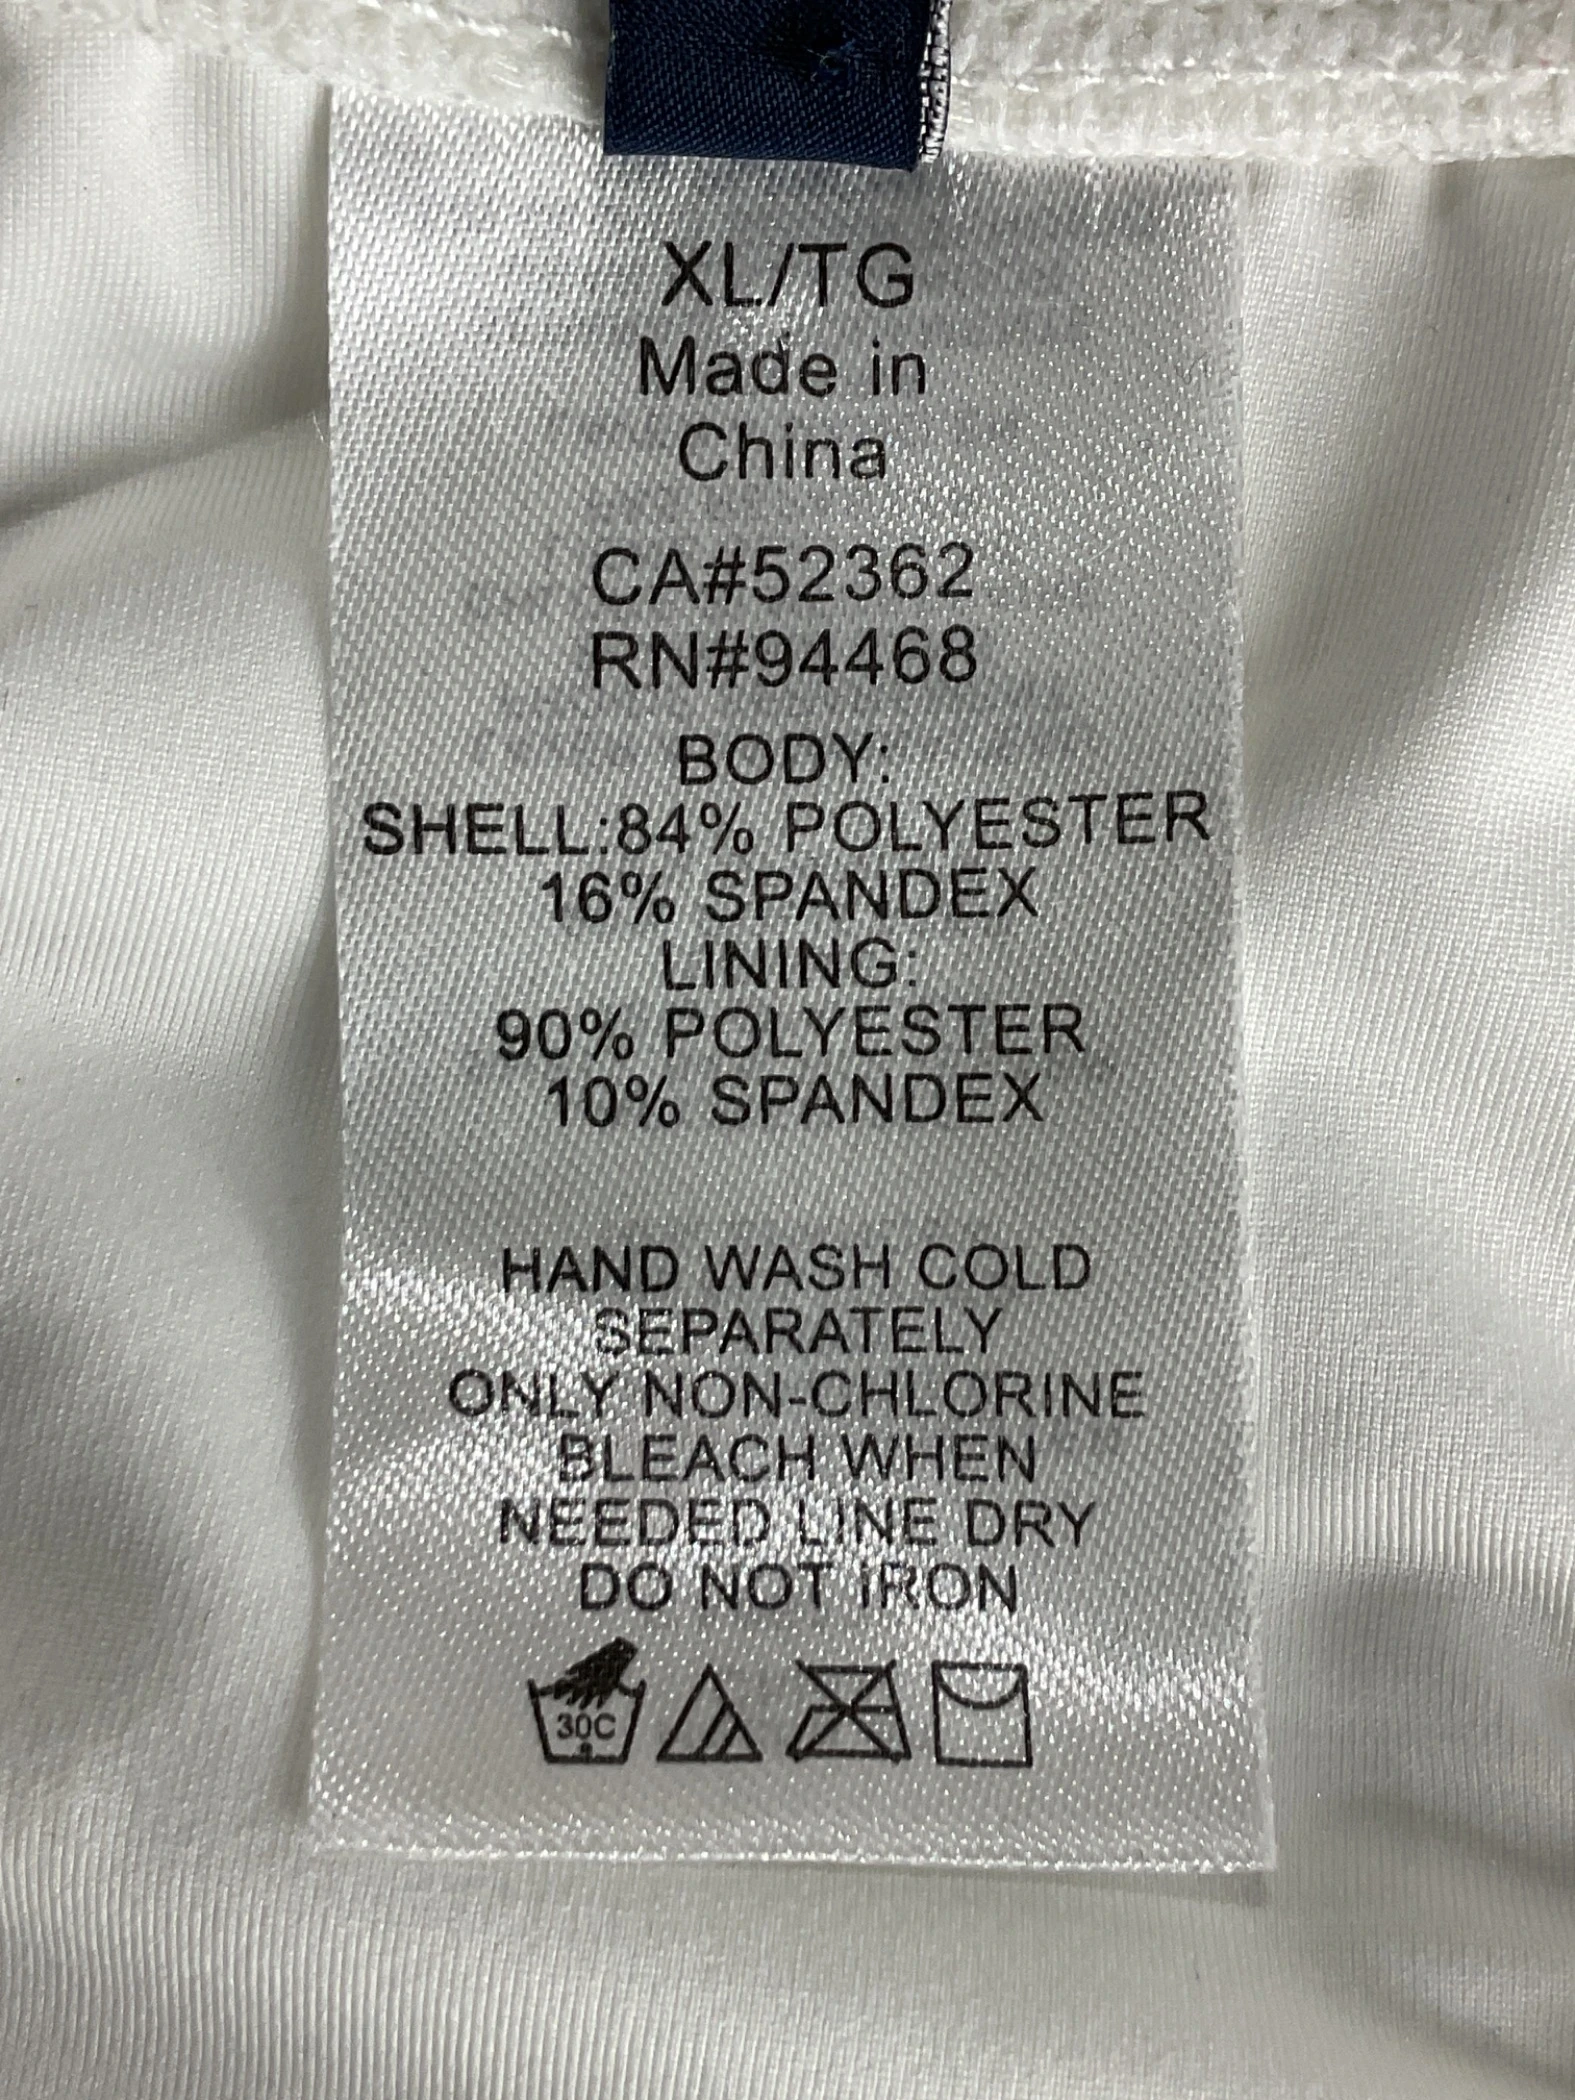 XL/TG
Made in
China
CA#52362
RN#94468
BODY:
SHELL:84% POLYESTER
16% SPANDEX
LINING:
90% POLYESTER
10% SPANDEX
HAND WASH COLD
SEPARATELY
ONLY NON-CHLORINE
BLEACH WHEN
NEEDED LINE DRY
DO NOT IRON
30C